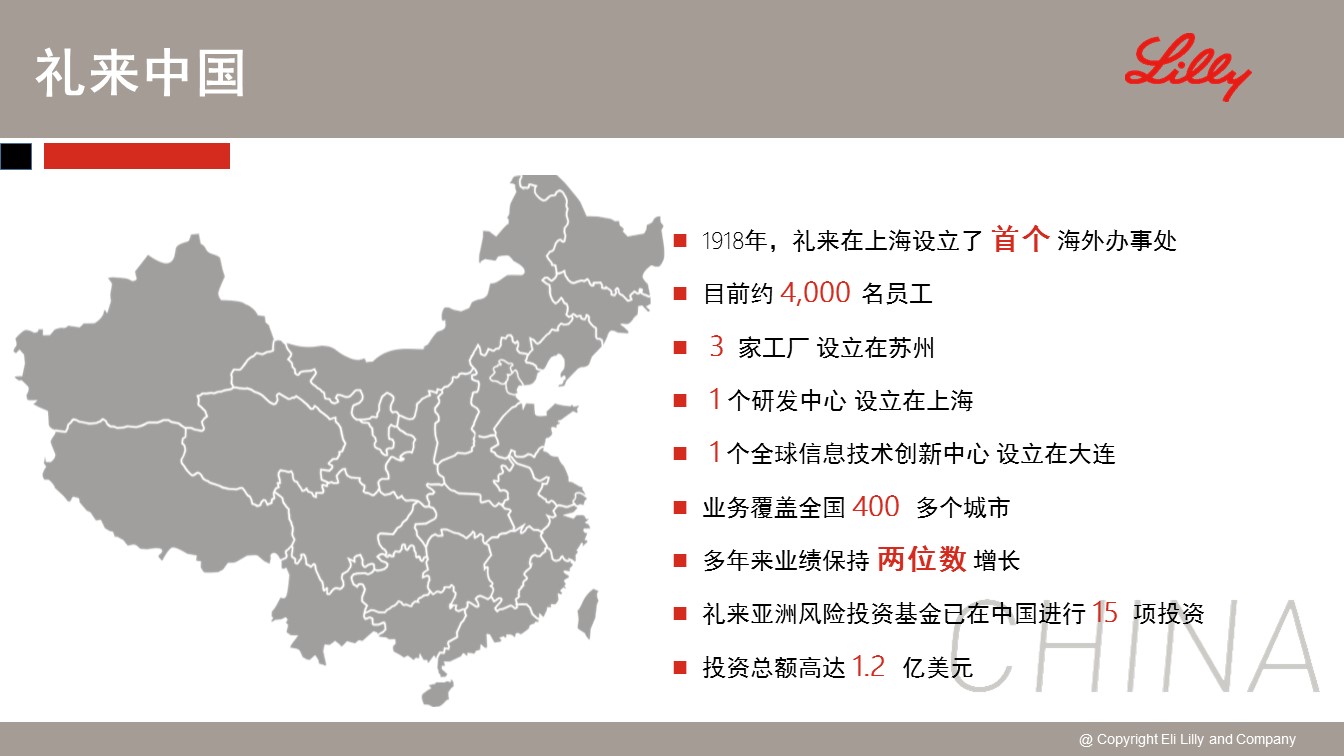 礼来中国
Lilly
1918年，礼来在上海设立了 首个 海外办事处
目前约 4,000 名员工
3 家工厂 设立在苏州
1个研发中心 设立在上海
1个全球信息技术创新中心 设立在大连
业务覆盖全国 400 多个城市
多年来业绩保持 两位数 增长
礼来亚洲风险投资基金已在中国进行 15 项投资
投资总额高达 1.2 亿美元
CHINA
@ Copyright Eli Lilly and Company